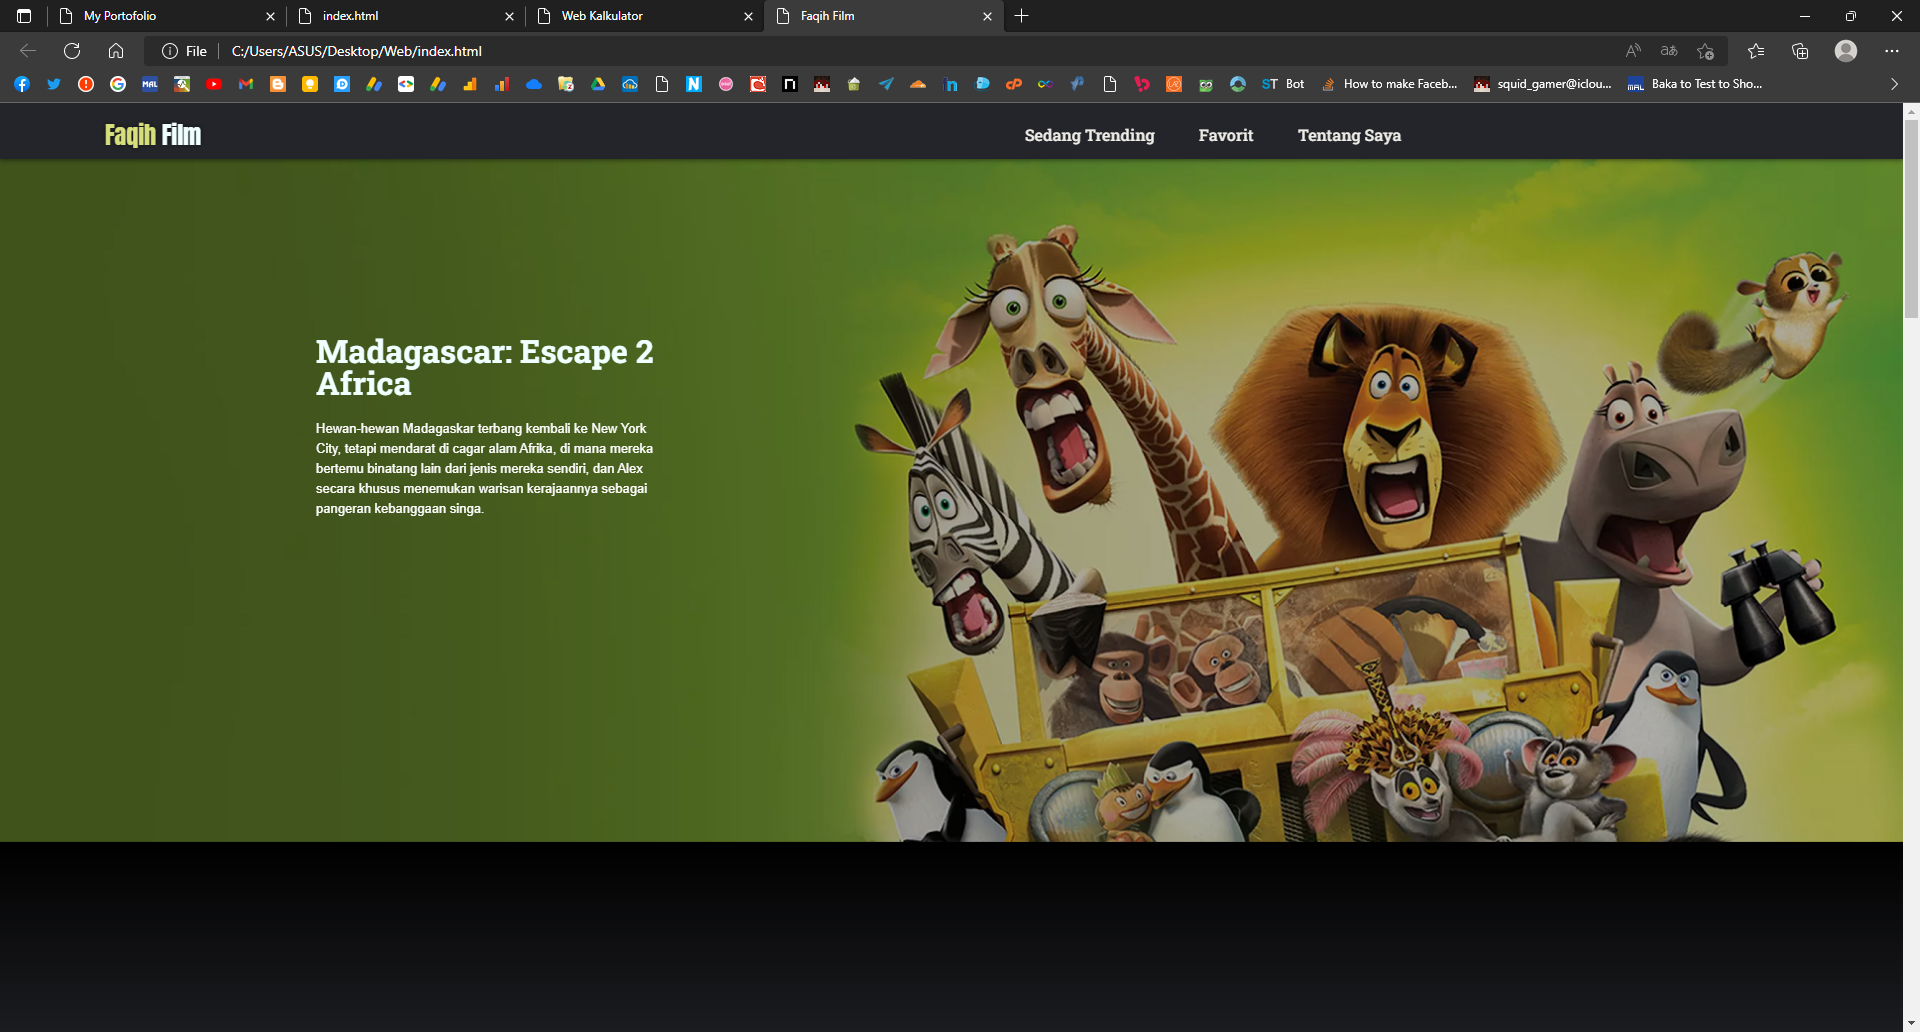 My Portofolio
index.html
Web Kalkulator
Faqih Film
File
C:/Users/ASUS/Desktop/Web/index.html
Bot
How to make Faceb...
squid_gamer@iclou...
Baka to Test to Sho...
Faqih Film
Sedang Trending
Favorit
Tentang Saya
Madagascar: Escape 2
Africa
Hewan-hewan Madagaskar terbang kembali ke New York
City, tetapi mendarat di cagar alam Afrika, di mana mereka
bertemu binatang lain dari jenis mereka sendiri, dan Alex
secara khusus menemukan warisan kerajaannya sebagai
pangeran kebanggaan singa.